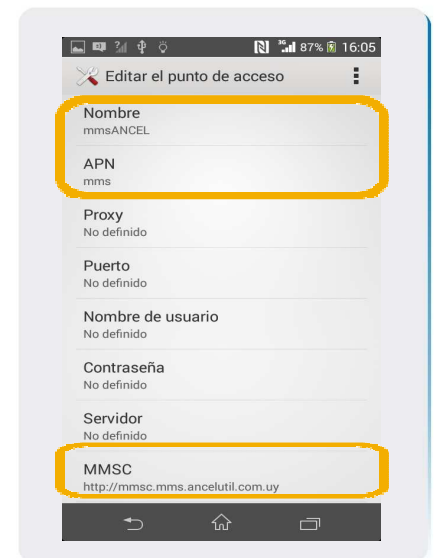 3G 87% 16:05
Editar el punto de acceso
Nombre
mmsANCEL
APN
mms
Proxy
No definido
Puerto
No definido
Nombre de usuario
No definido
Contraseña
No definido
Servidor
No definido
MMSC
http://mmsc.mms.ancelutil.com.uy